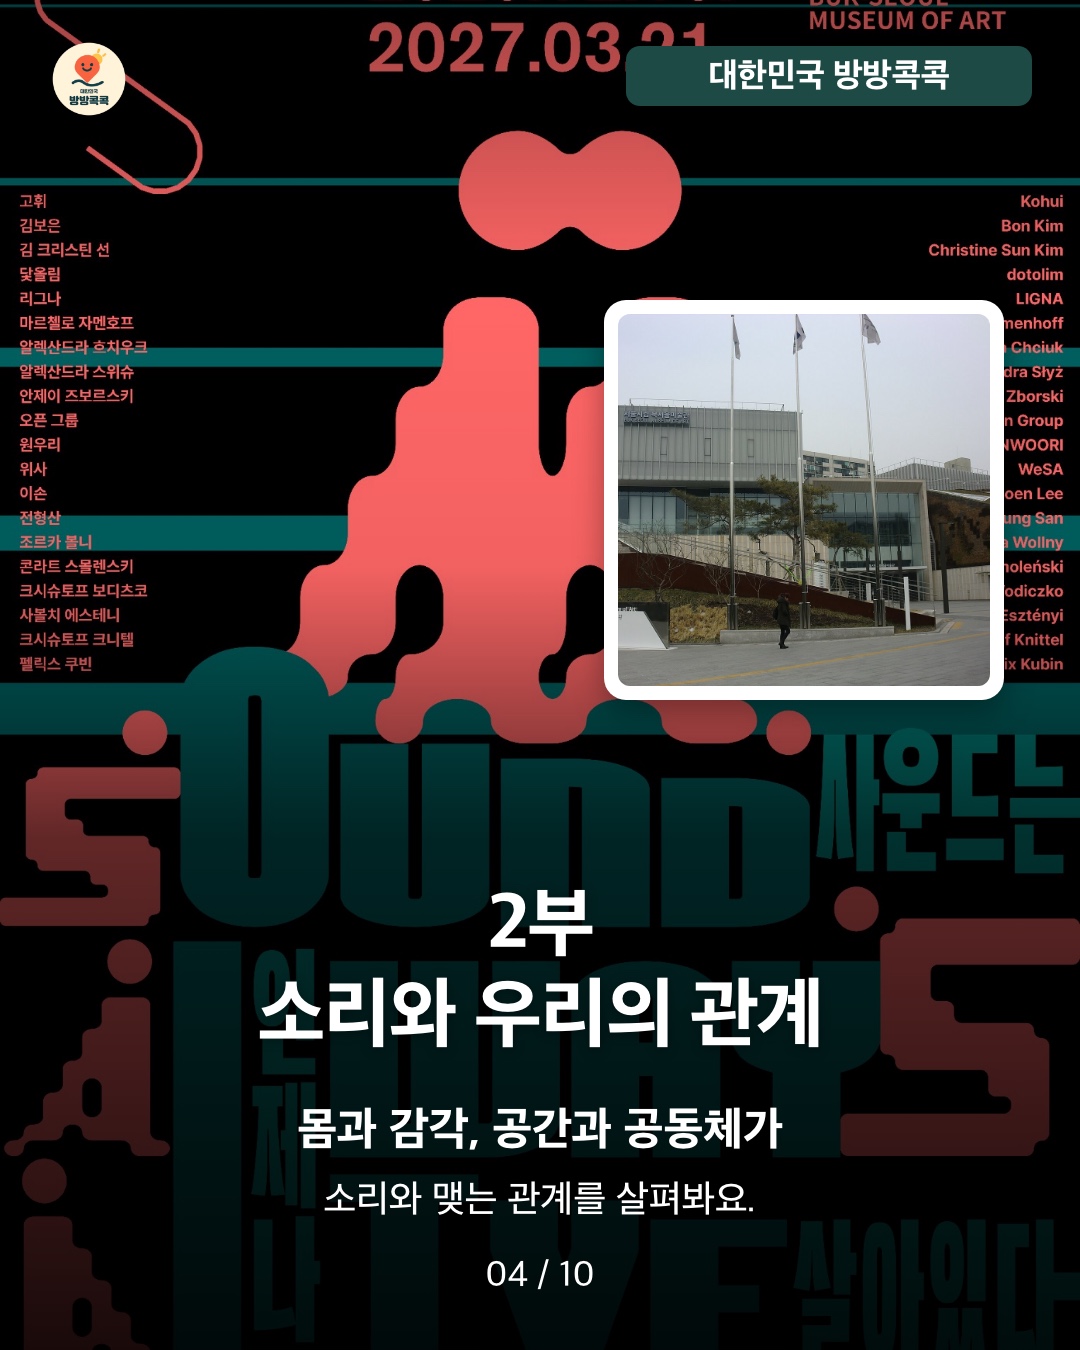 2027.03.21
MUSEUM OF ART
대한민국 방방콕콕
대한민국
방방콕콕
고휘
김보은
김 크리스틴 선
닻올림
리그나
마르첼로 자멘호프
알렉산드라 흐치우크
알렉산드라 스위슈
안제이 즈보르스키
오픈 그룹
원우리
위사
이손
전형산
조르카 볼니
콘라트 스몰렌스키
크시슈토프 보디츠코
사볼치 에스테니
크시슈토프 크니텔
펠릭스 쿠빈
Kohui
Bon Kim
Christine Sun Kim
dotolim
LIGNA
menhoff
Chciuk
dra Słyż
Zborski
n Group
NWOORI
WeSA
oen Lee
ung San
a Wollny
moleński
odiczko
Esztényi
f Knittel
ix Kubin
SOUND
사운드는
ALWAYS
언제나
ALIVE
살아있다
2부
소리와 우리의 관계
몸과 감각, 공간과 공동체가
소리와 맺는 관계를 살펴봐요.
04 / 10